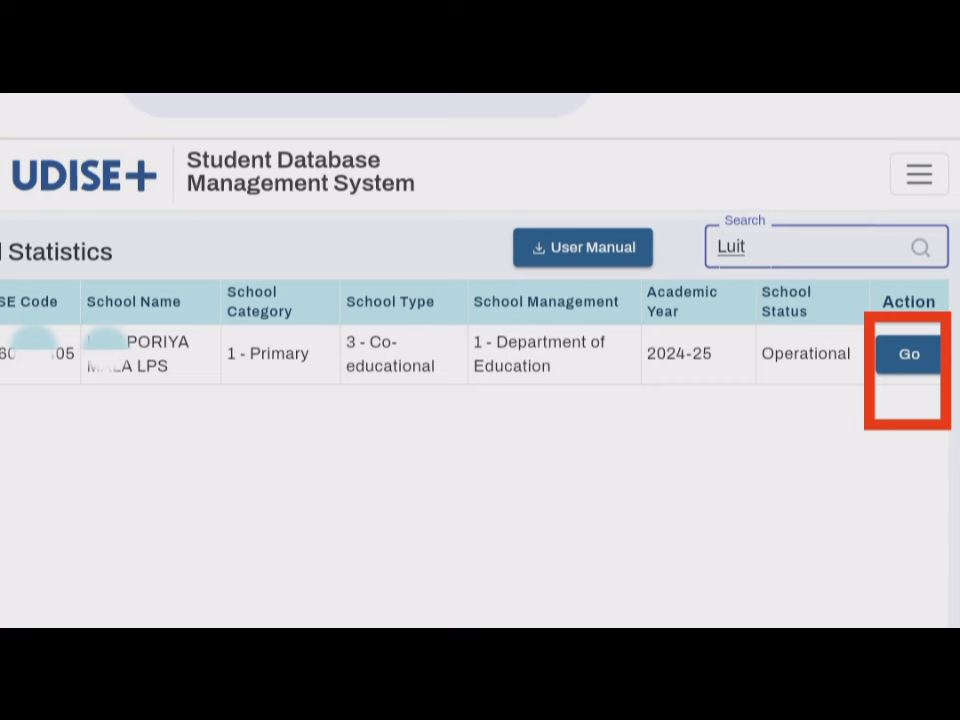 UDISE+
Student Database
Management System
Statistics
User Manual
Search
Luit
SE Code
School Name
School
Category
School Type
School Management
Academic
Year
School
Status
Action
05
PORIYA
LPS
1 - Primary
3 - Co-
educational
1 - Department of
Education
2024-25
Operational
Go